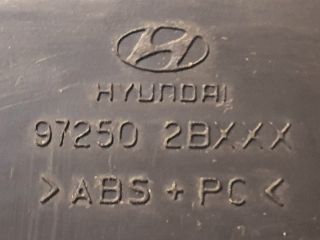 HYUNDAI
97250 2BXXX
>ABS + PC<